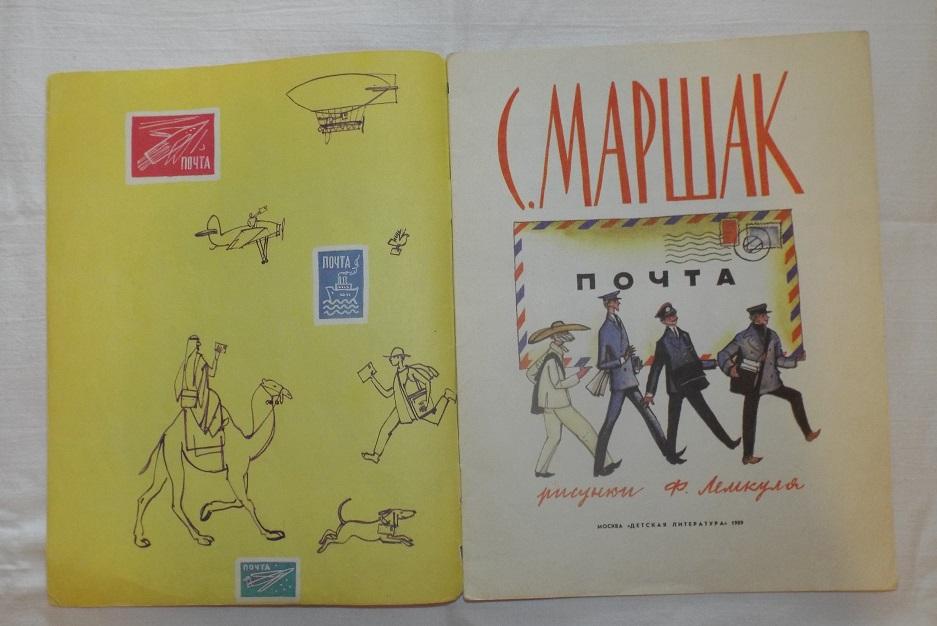 ПОЧТА
ПОЧТА
ПОЧТА
С. МАРШАК
ПОЧТА
рисунки Ф. Лемкуля
МОСКВА «ДЕТСКАЯ ЛИТЕРАТУРА» 1989